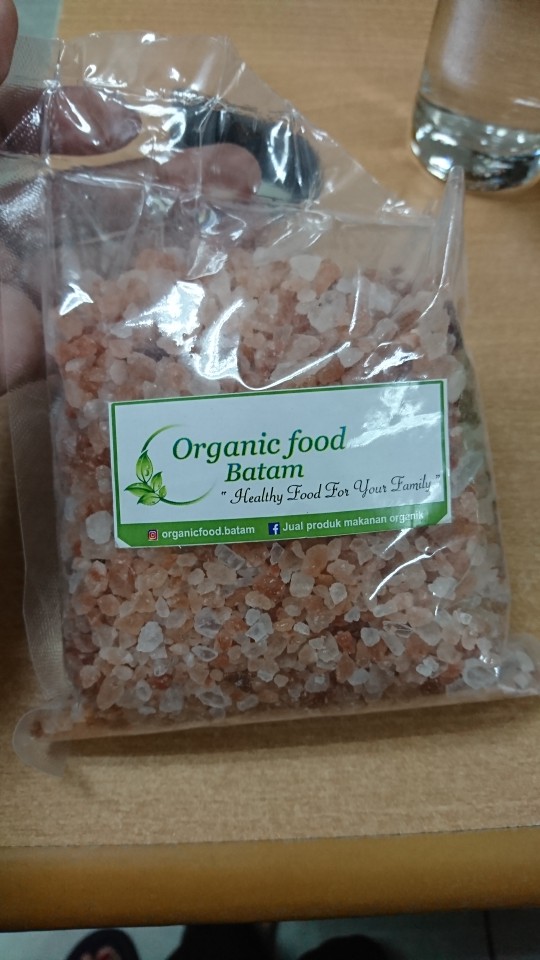 Organic food
Batam
" Healthy Food For Your Family "
organicfood.batam Jual produk makanan organik